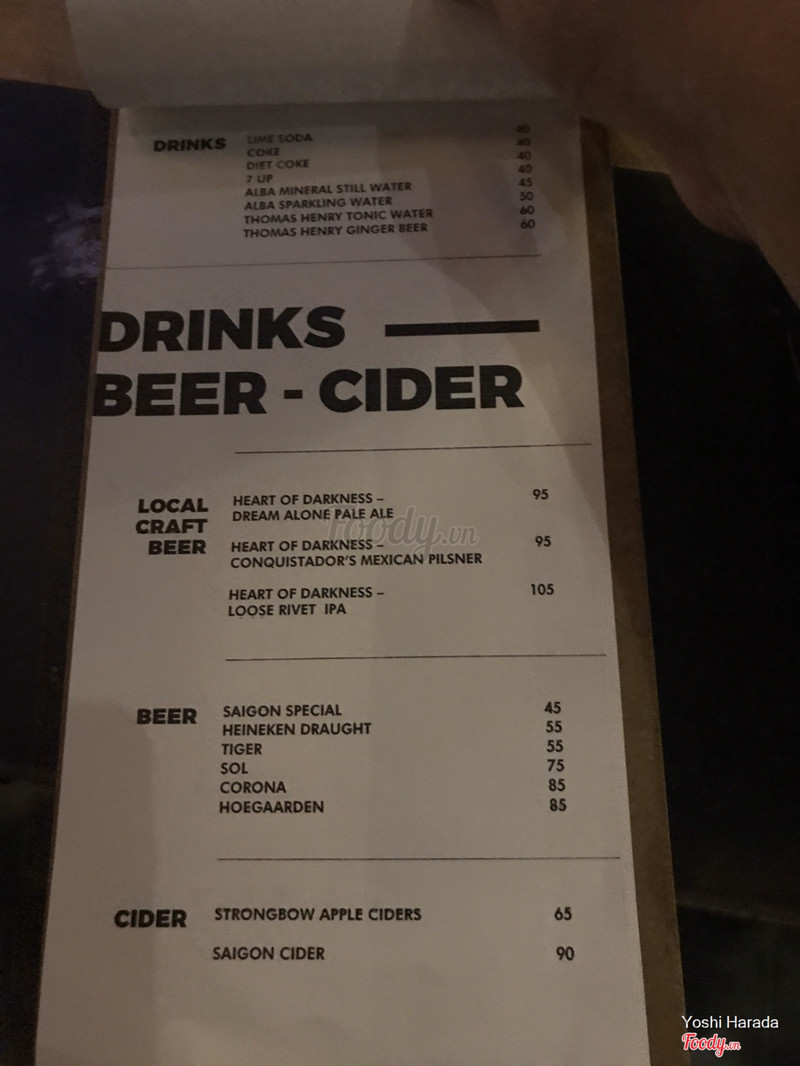 DRINKS
LIME SODA 40
COKE 40
DIET COKE 40
7 UP 40
ALBA MINERAL STILL WATER 45
ALBA SPARKLING WATER 50
THOMAS HENRY TONIC WATER 60
THOMAS HENRY GINGER BEER 60
DRINKS
BEER - CIDER
LOCAL
CRAFT
BEER
HEART OF DARKNESS – 95
DREAM ALONE PALE ALE
HEART OF DARKNESS – 95
CONQUISTADOR'S MEXICAN PILSNER
HEART OF DARKNESS – 105
LOOSE RIVET IPA
BEER
SAIGON SPECIAL 45
HEINEKEN DRAUGHT 55
TIGER 55
SOL 75
CORONA 85
HOEGAARDEN 85
CIDER
STRONGBOW APPLE CIDERS 65
SAIGON CIDER 90
foody.vn
Yoshi Harada
Foody.vn